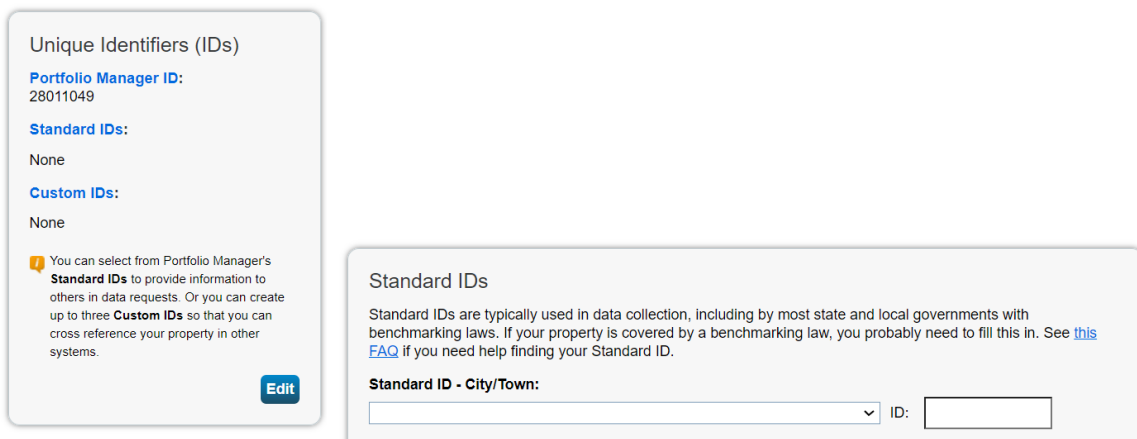 Unique Identifiers (IDs)
Portfolio Manager ID:
28011049
Standard IDs:
None
Custom IDs:
None
You can select from Portfolio Manager's
Standard IDs to provide information to
others in data requests. Or you can create
up to three Custom IDs so that you can
cross reference your property in other
systems.
Edit
Standard IDs
Standard IDs are typically used in data collection, including by most state and local governments with
benchmarking laws. If your property is covered by a benchmarking law, you probably need to fill this in. See this
FAQ if you need help finding your Standard ID.
Standard ID - City/Town:
ID: